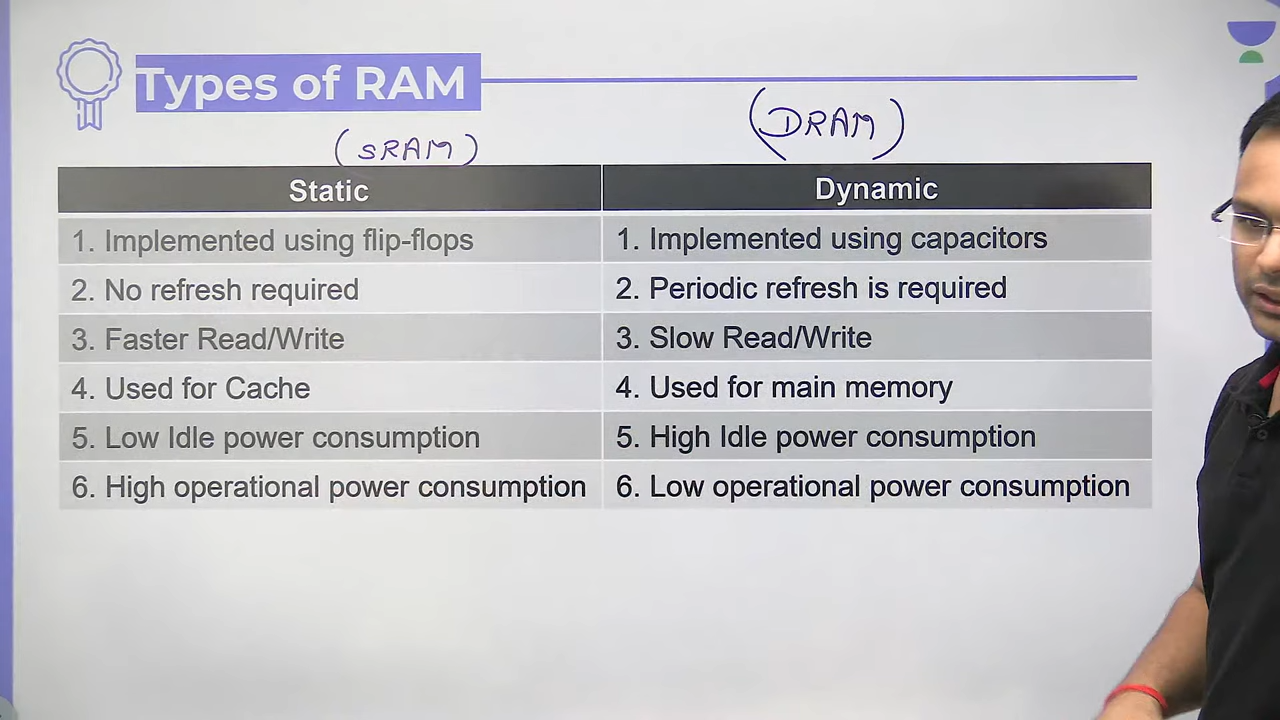 Types of RAM
(SRAM)
(DRAM)
Static
Dynamic
1. Implemented using flip-flops
1. Implemented using capacitors
2. No refresh required
2. Periodic refresh is required
3. Faster Read/Write
3. Slow Read/Write
4. Used for Cache
4. Used for main memory
5. Low Idle power consumption
5. High Idle power consumption
6. High operational power consumption
6. Low operational power consumption